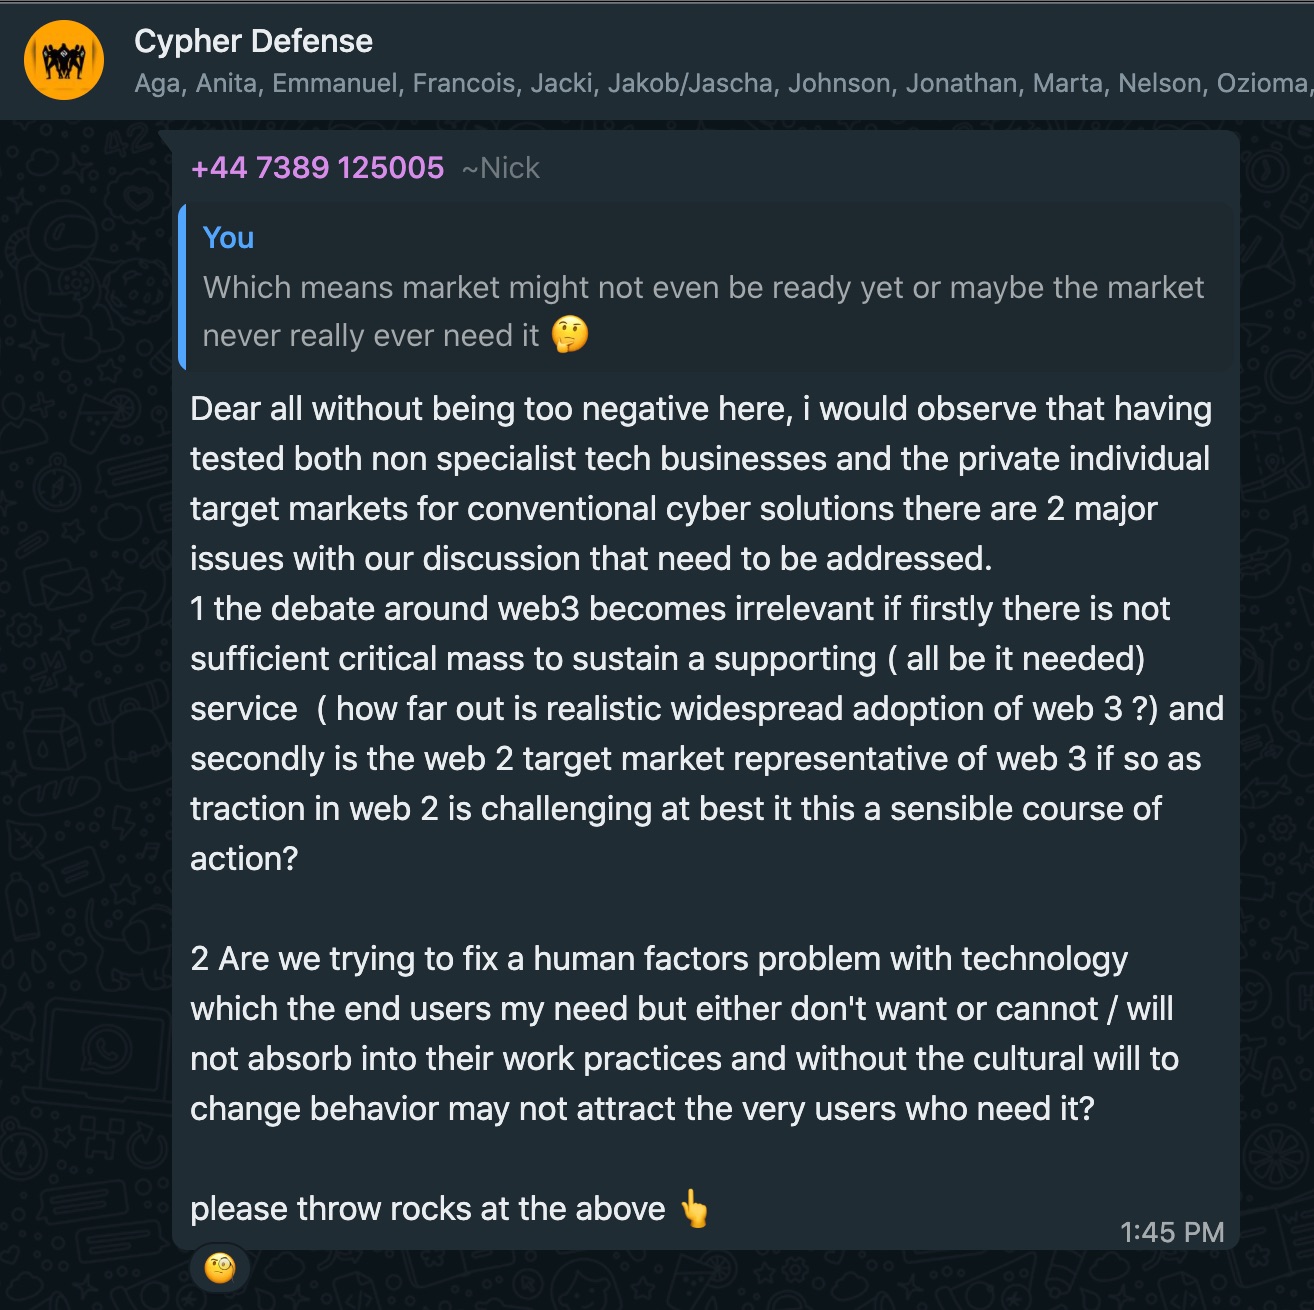 Cypher Defense
Aga, Anita, Emmanuel, Francois, Jacki, Jakob/Jascha, Johnson, Jonathan, Marta, Nelson, Ozioma,
+44 7389 125005 ~Nick
You
Which means market might not even be ready yet or maybe the market
never really ever need it 🤔
Dear all without being too negative here, i would observe that having
tested both non specialist tech businesses and the private individual
target markets for conventional cyber solutions there are 2 major
issues with our discussion that need to be addressed.
1 the debate around web3 becomes irrelevant if firstly there is not
sufficient critical mass to sustain a supporting ( all be it needed)
service  ( how far out is realistic widespread adoption of web 3 ?) and
secondly is the web 2 target market representative of web 3 if so as
traction in web 2 is challenging at best it this a sensible course of
action?
2 Are we trying to fix a human factors problem with technology
which the end users my need but either don't want or cannot / will
not absorb into their work practices and without the cultural will to
change behavior may not attract the very users who need it?
please throw rocks at the above 👆
1:45 PM
🧐